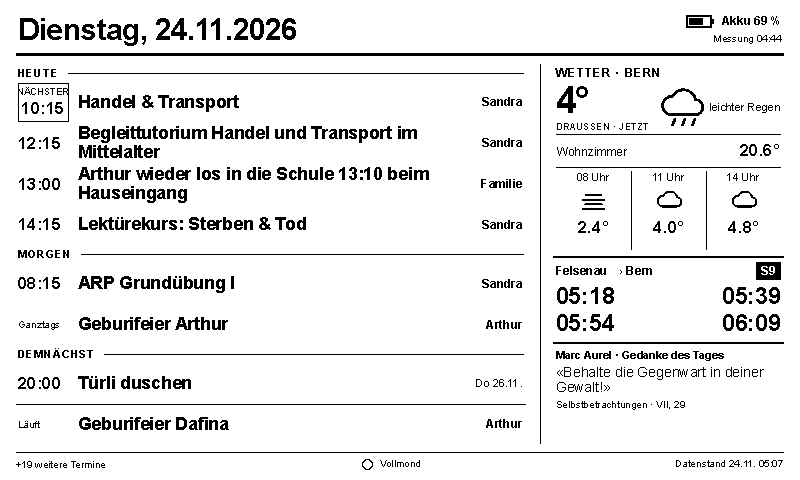 Dienstag, 24.11.2026
Akku 69 %
Messung 04:44
HEUTE
NÄCHSTER
10:15 Handel & Transport Sandra
12:15 Begleittutorium Handel und Transport im Mittelalter Sandra
13:00 Arthur wieder los in die Schule 13:10 beim Hauseingang Familie
14:15 Lektürekurs: Sterben & Tod Sandra
MORGEN
08:15 ARP Grundübung I Sandra
Ganztags Geburifeier Arthur Arthur
DEMNÄCHST
20:00 Türli duschen Do 26.11.
Läuft Geburifeier Dafina Arthur
WETTER · BERN
4°
leichter Regen
DRAUSSEN · JETZT
Wohnzimmer 20.6°
08 Uhr 11 Uhr 14 Uhr
2.4° 4.0° 4.8°
Felsenau › Bern S9
05:18 05:39
05:54 06:09
Marc Aurel · Gedanke des Tages
«Behalte die Gegenwart in deiner
Gewalt!»
Selbstbetrachtungen · VII, 29
+19 weitere Termine
Vollmond
Datenstand 24.11. 05:07